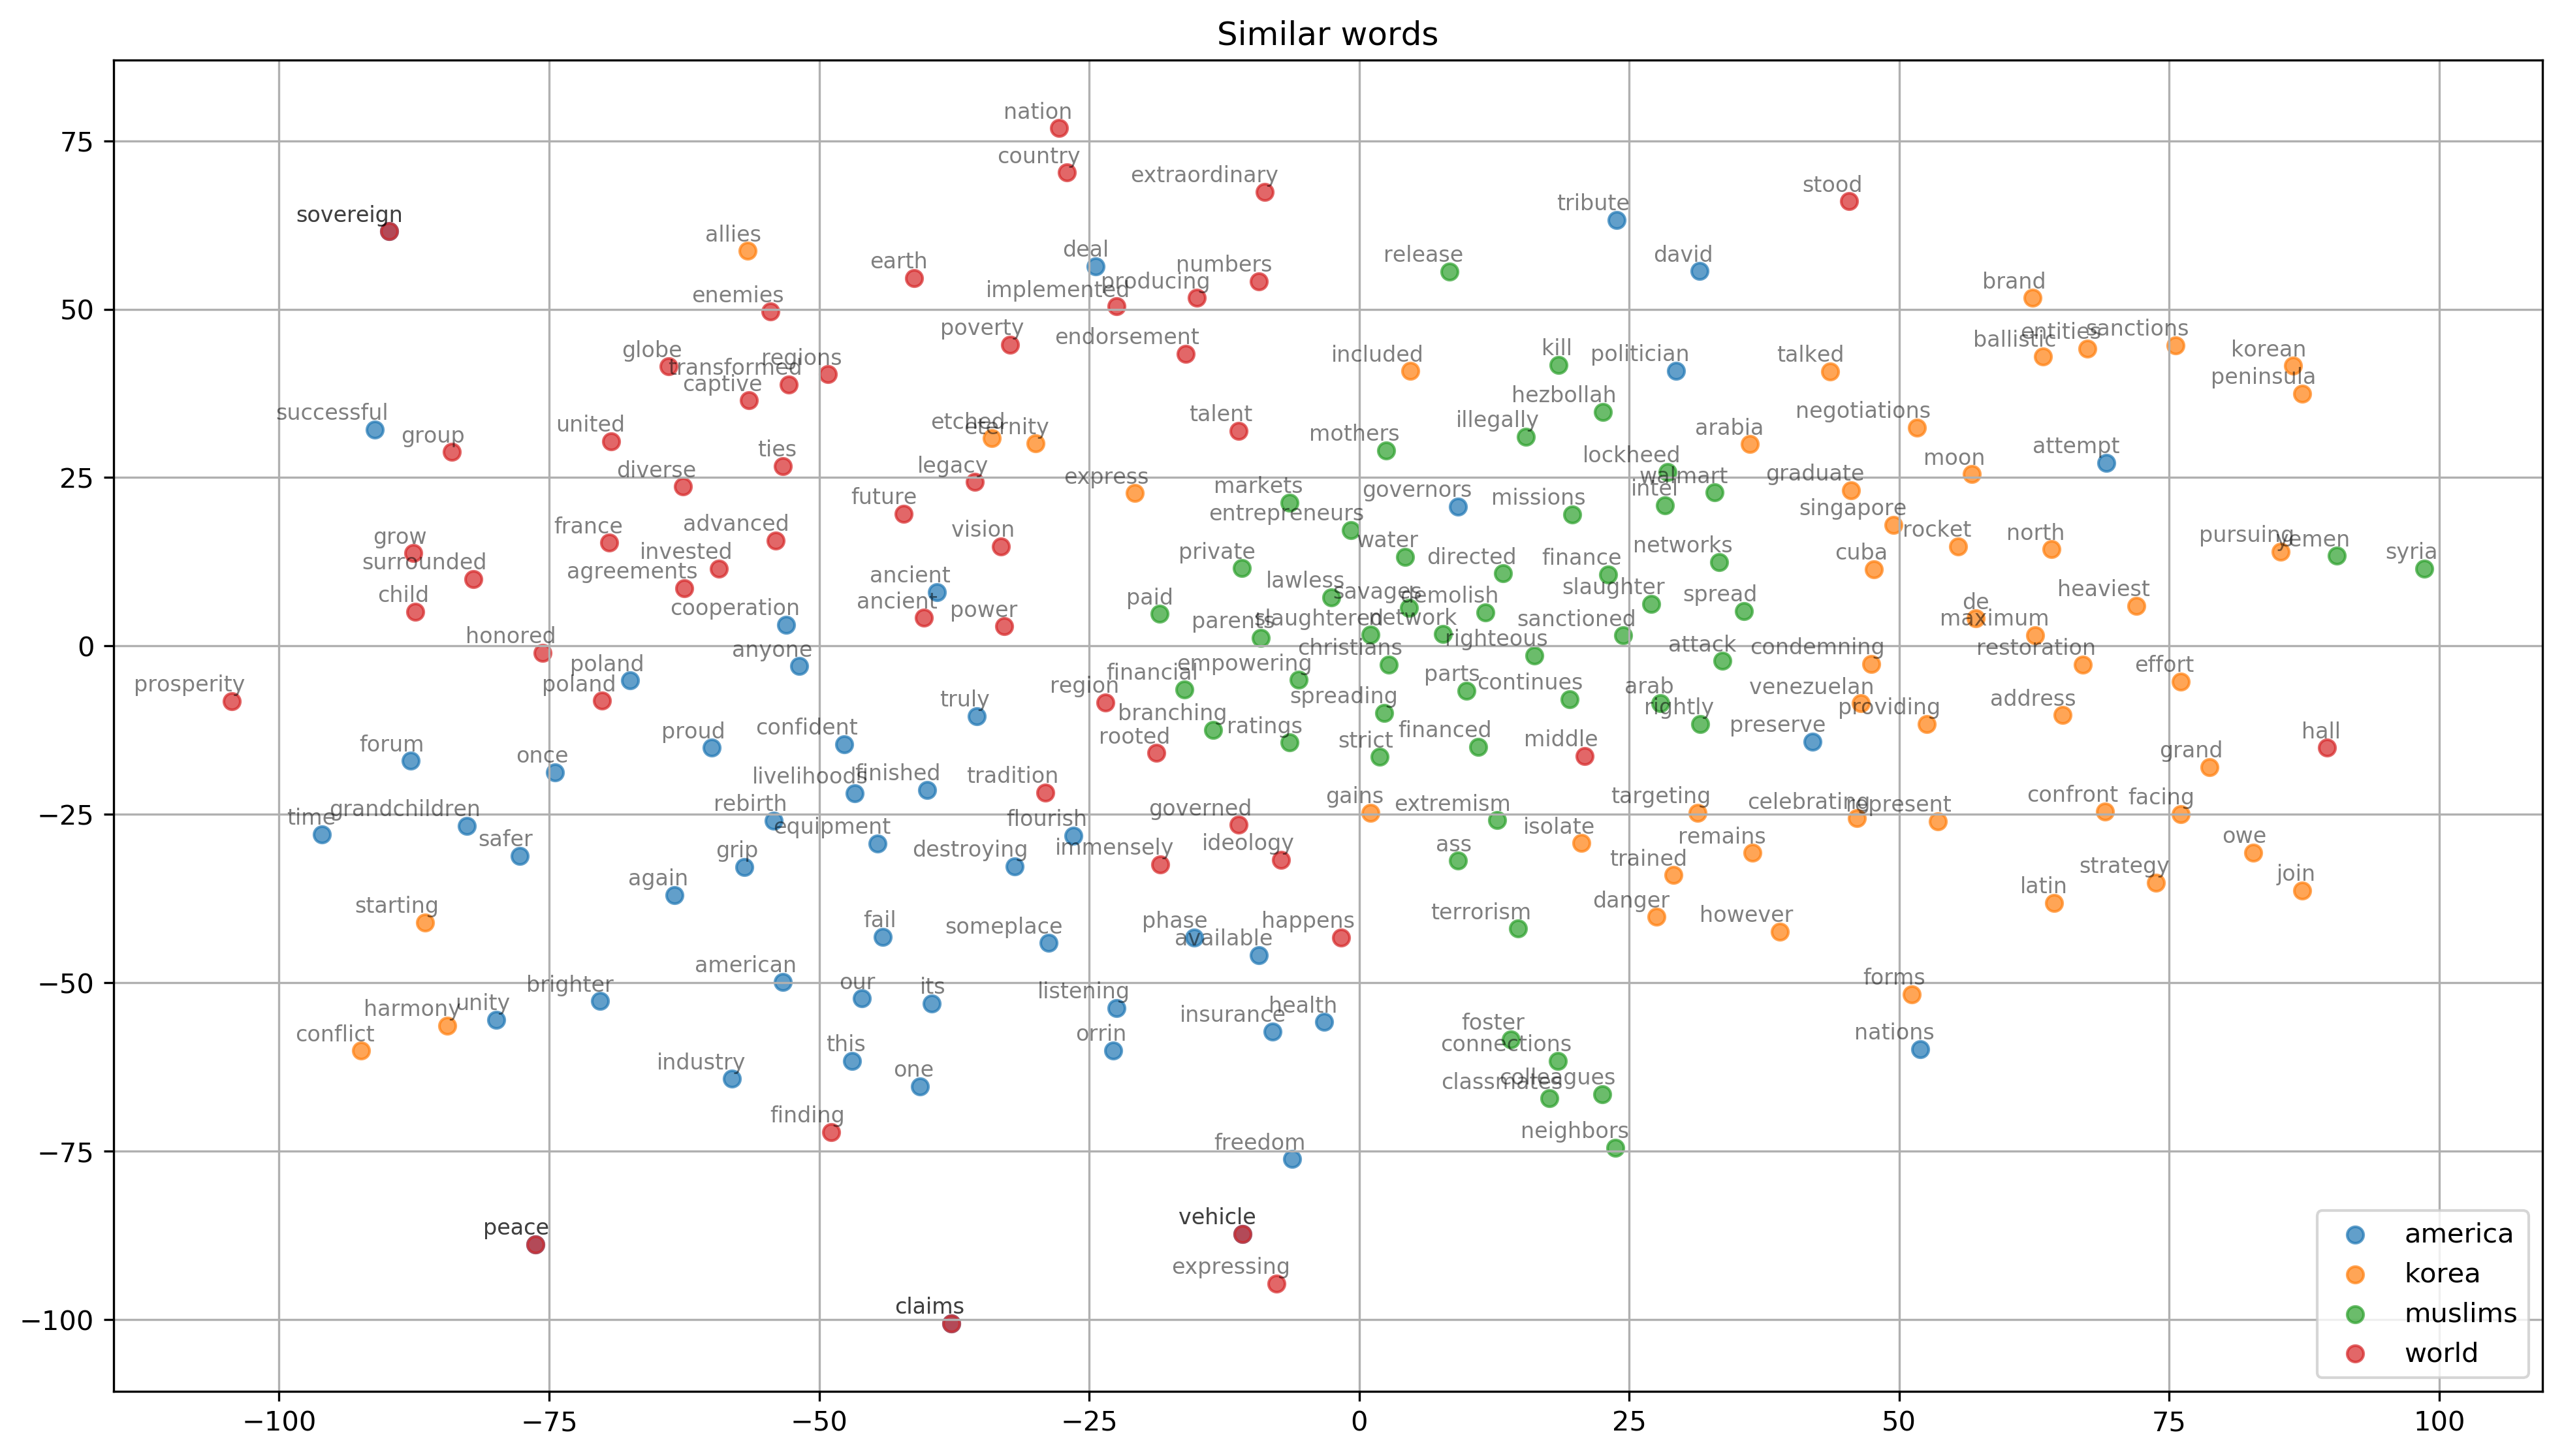 Similar words
nation
country
extraordinary
stood
tribute
sovereign
allies
deal
release
david
earth
numbers
producing
implemented
brand
enemies
poverty
endorsement
entities
sanctions
ballistic
korean
globe
regions
transformed
captive
included
kill
politician
talked
peninsula
hezbollah
successful
group
united
etched
eternity
talent
mothers
illegally
arabia
negotiations
attempt
ties
diverse
legacy
express
lockheed
walmart
intel
graduate
moon
future
markets
entrepreneurs
governors
missions
singapore
grow
surrounded
france
advanced
invested
agreements
vision
private
water
directed
finance
networks
cuba
rocket
north
pursuing
yemen
syria
child
ancient
ancient
cooperation
power
paid
lawless
savages
demolish
slaughter
spread
heaviest
de
maximum
honored
anyone
parents
slaughtered
network
christians
righteous
sanctioned
attack
condemning
restoration
effort
prosperity
poland
poland
region
financial
empowering
parts
continues
arab
rightly
venezuelan
providing
address
truly
branching
spreading
rooted
ratings
strict
financed
middle
preserve
hall
forum
once
proud
confident
grand
livelihoods
finished
tradition
time
grandchildren
rebirth
equipment
flourish
governed
gains
extremism
targeting
celebrating
represent
confront
facing
safer
grip
destroying
immensely
ideology
ass
isolate
remains
owe
again
trained
strategy
join
starting
danger
latin
fail
someplace
phase
available
happens
terrorism
however
american
brighter
our
its
listening
forms
harmony
unity
conflict
insurance
health
foster
nations
industry
this
one
orrin
connections
classmates
colleagues
finding
freedom
neighbors
peace
vehicle
expressing
claims
75
50
25
0
−25
−50
−75
−100
−100
−75
−50
−25
0
25
50
75
100
america
korea
muslims
world